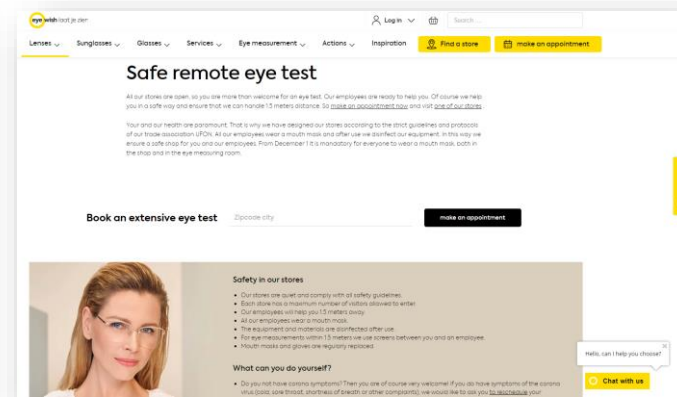 eye wish laat je zien
Log in
Search ...
Lenses Sunglasses Glasses Services Eye measurement Actions Inspiration Find a store make an appointment
Safe remote eye test
All our stores are open, so you are more than welcome for an eye test. Our employees are ready to help you. Of course we help
you in a safe way and ensure that we can handle 1.5 meters distance. So make an appointment now and visit one of our stores .
Your and our health are paramount. That is why we have designed our stores according to the strict guidelines and protocols
of our trade association UFON. All our employees wear a mouth mask and after use we disinfect our equipment. In this way we
ensure a safe shop for you and our employees. From December 1 it is mandatory for everyone to wear a mouth mask, both in
the shop and in the eye measuring room.
Book an extensive eye test Zipcode city make an appointment
Safety in our stores
Our stores are quiet and comply with all safety guidelines.
Each store has a maximum number of visitors allowed to enter.
Our employees will help you 1.5 meters away.
All our employees wear a mouth mask.
The equipment and materials are disinfected after use.
For eye measurements within 1.5 meters we use screens between you and an employee.
Mouth masks and gloves are regularly replaced.
Hello, can I help you choose?
What can you do yourself?
Chat with us
Do you not have corona symptoms? Then you are of course very welcome! If you do have symptoms of the corona
virus (cold, sore throat, shortness of breath or other complaints), we would like to ask you to reschedule your